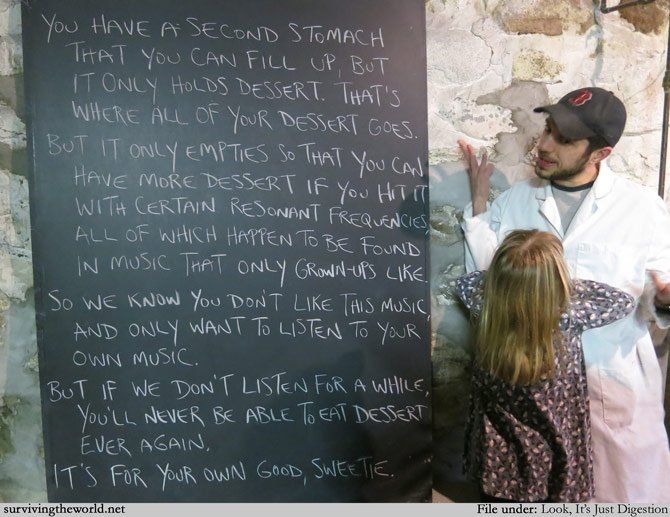 YOU HAVE A SECOND STOMACH
THAT YOU CAN FILL UP, BUT
IT ONLY HOLDS DESSERT. THAT'S
WHERE ALL OF YOUR DESSERT GOES.
BUT IT ONLY EMPTIES SO THAT YOU CAN
HAVE MORE DESSERT IF YOU HIT IT
WITH CERTAIN RESONANT FREQUENCIES,
ALL OF WHICH HAPPEN TO BE FOUND
IN MUSIC THAT ONLY GROWN-UPS LIKE.
SO WE KNOW YOU DON'T LIKE THIS MUSIC,
AND ONLY WANT TO LISTEN TO YOUR
OWN MUSIC.
BUT IF WE DON'T LISTEN FOR A WHILE,
YOU'LL NEVER BE ABLE TO EAT DESSERT
EVER AGAIN.
IT'S FOR YOUR OWN GOOD, SWEETIE.
B
survivingtheworld.net
File under: Look, It's Just Digestion